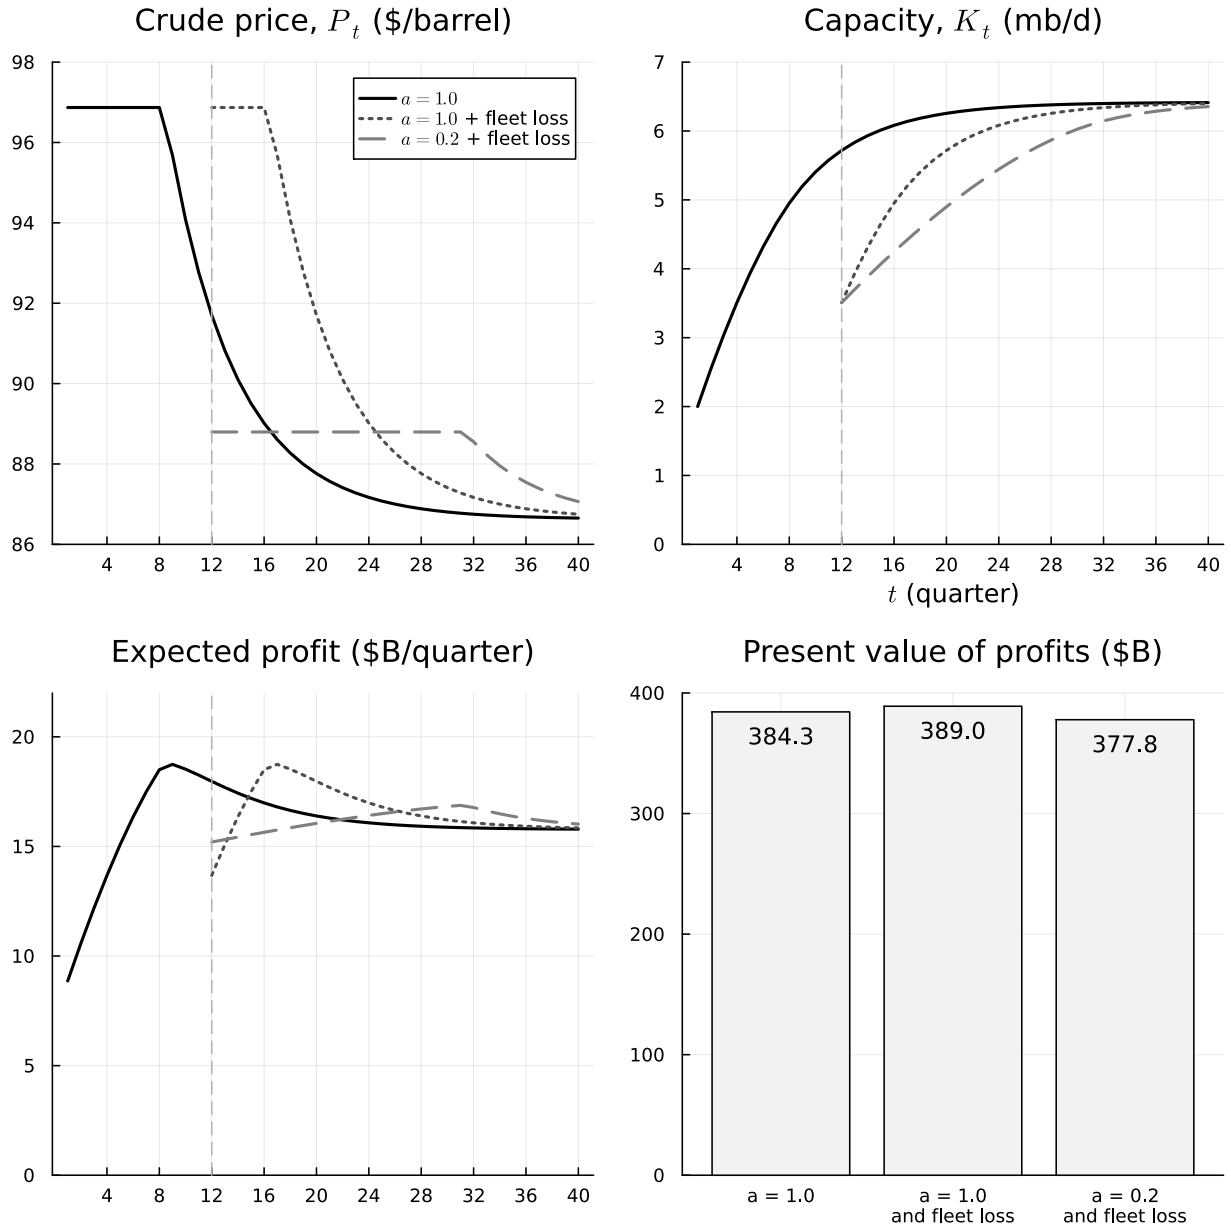 Crude price, P_t ($/barrel)
98
96
94
92
90
88
86
4 8 12 16 20 24 28 32 36 40
a = 1.0
a = 1.0 + fleet loss
a = 0.2 + fleet loss
Capacity, K_t (mb/d)
7
6
5
4
3
2
1
0
4 8 12 16 20 24 28 32 36 40
t (quarter)
Expected profit ($B/quarter)
20
15
10
5
0
4 8 12 16 20 24 28 32 36 40
Present value of profits ($B)
400
300
200
100
0
384.3
389.0
377.8
a = 1.0
a = 1.0
and fleet loss
a = 0.2
and fleet loss